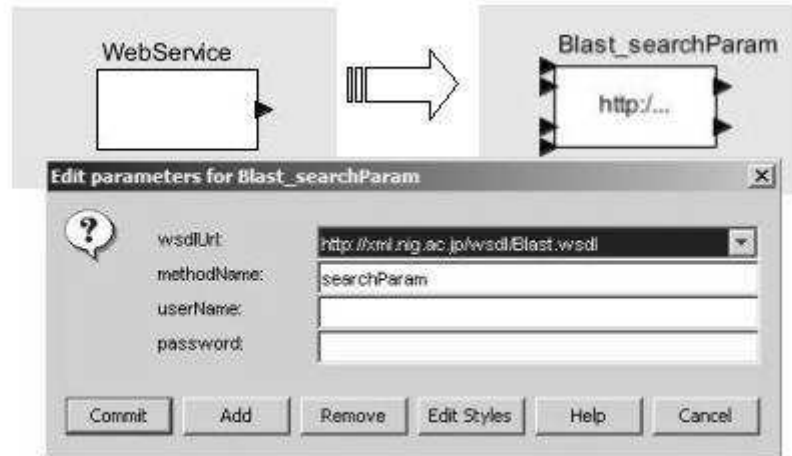 WebService
Blast_searchParam
http:/...
Edit parameters for Blast_searchParam
?
wsdlUrl: http://xml.nig.ac.jp/wsdl/Blast.wsdl
methodName: searchParam
userName:
password:
Commit Add Remove Edit Styles Help Cancel